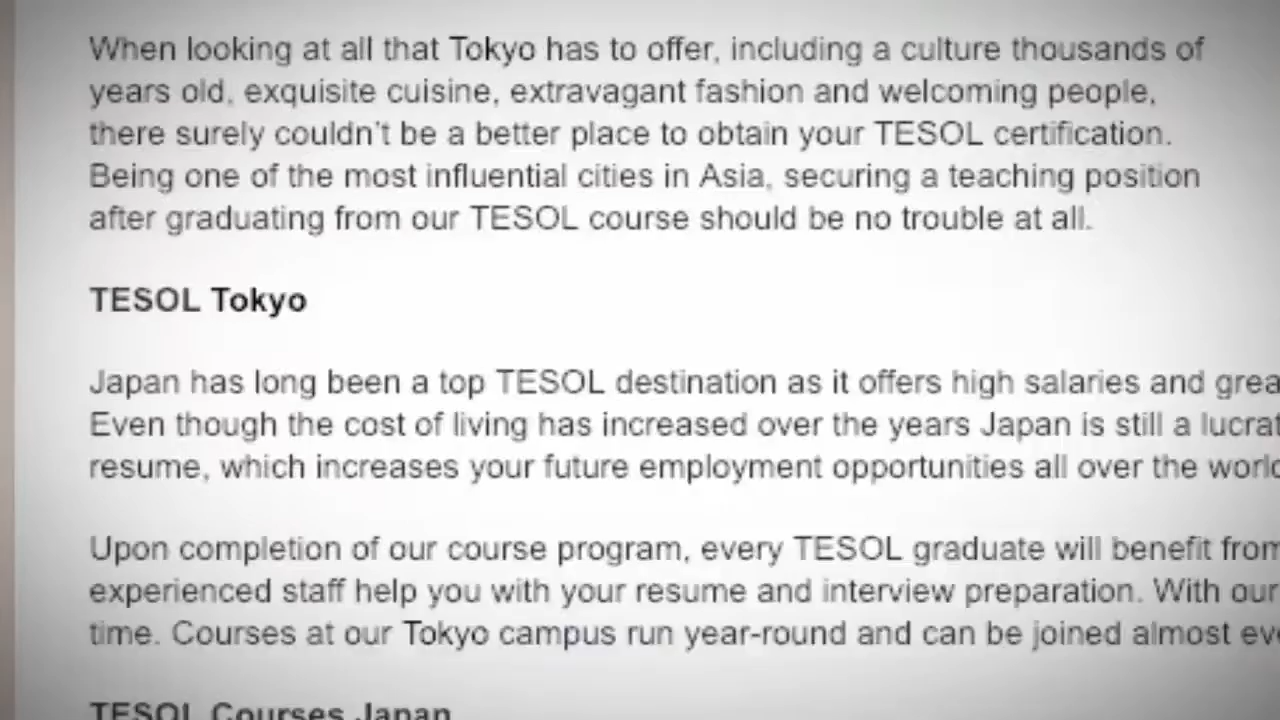 When looking at all that Tokyo has to offer, including a culture thousands of
years old, exquisite cuisine, extravagant fashion and welcoming people,
there surely couldn't be a better place to obtain your TESOL certification.
Being one of the most influential cities in Asia, securing a teaching position
after graduating from our TESOL course should be no trouble at all.
TESOL Tokyo
Japan has long been a top TESOL destination as it offers high salaries and
Even though the cost of living has increased over the years Japan is still a
resume, which increases your future employment opportunities all over the
Upon completion of our course program, every TESOL graduate will benefit from
experienced staff help you with your resume and interview preparation. With our
time. Courses at our Tokyo campus run year-round and can be joined almost
TESOL Courses Japan